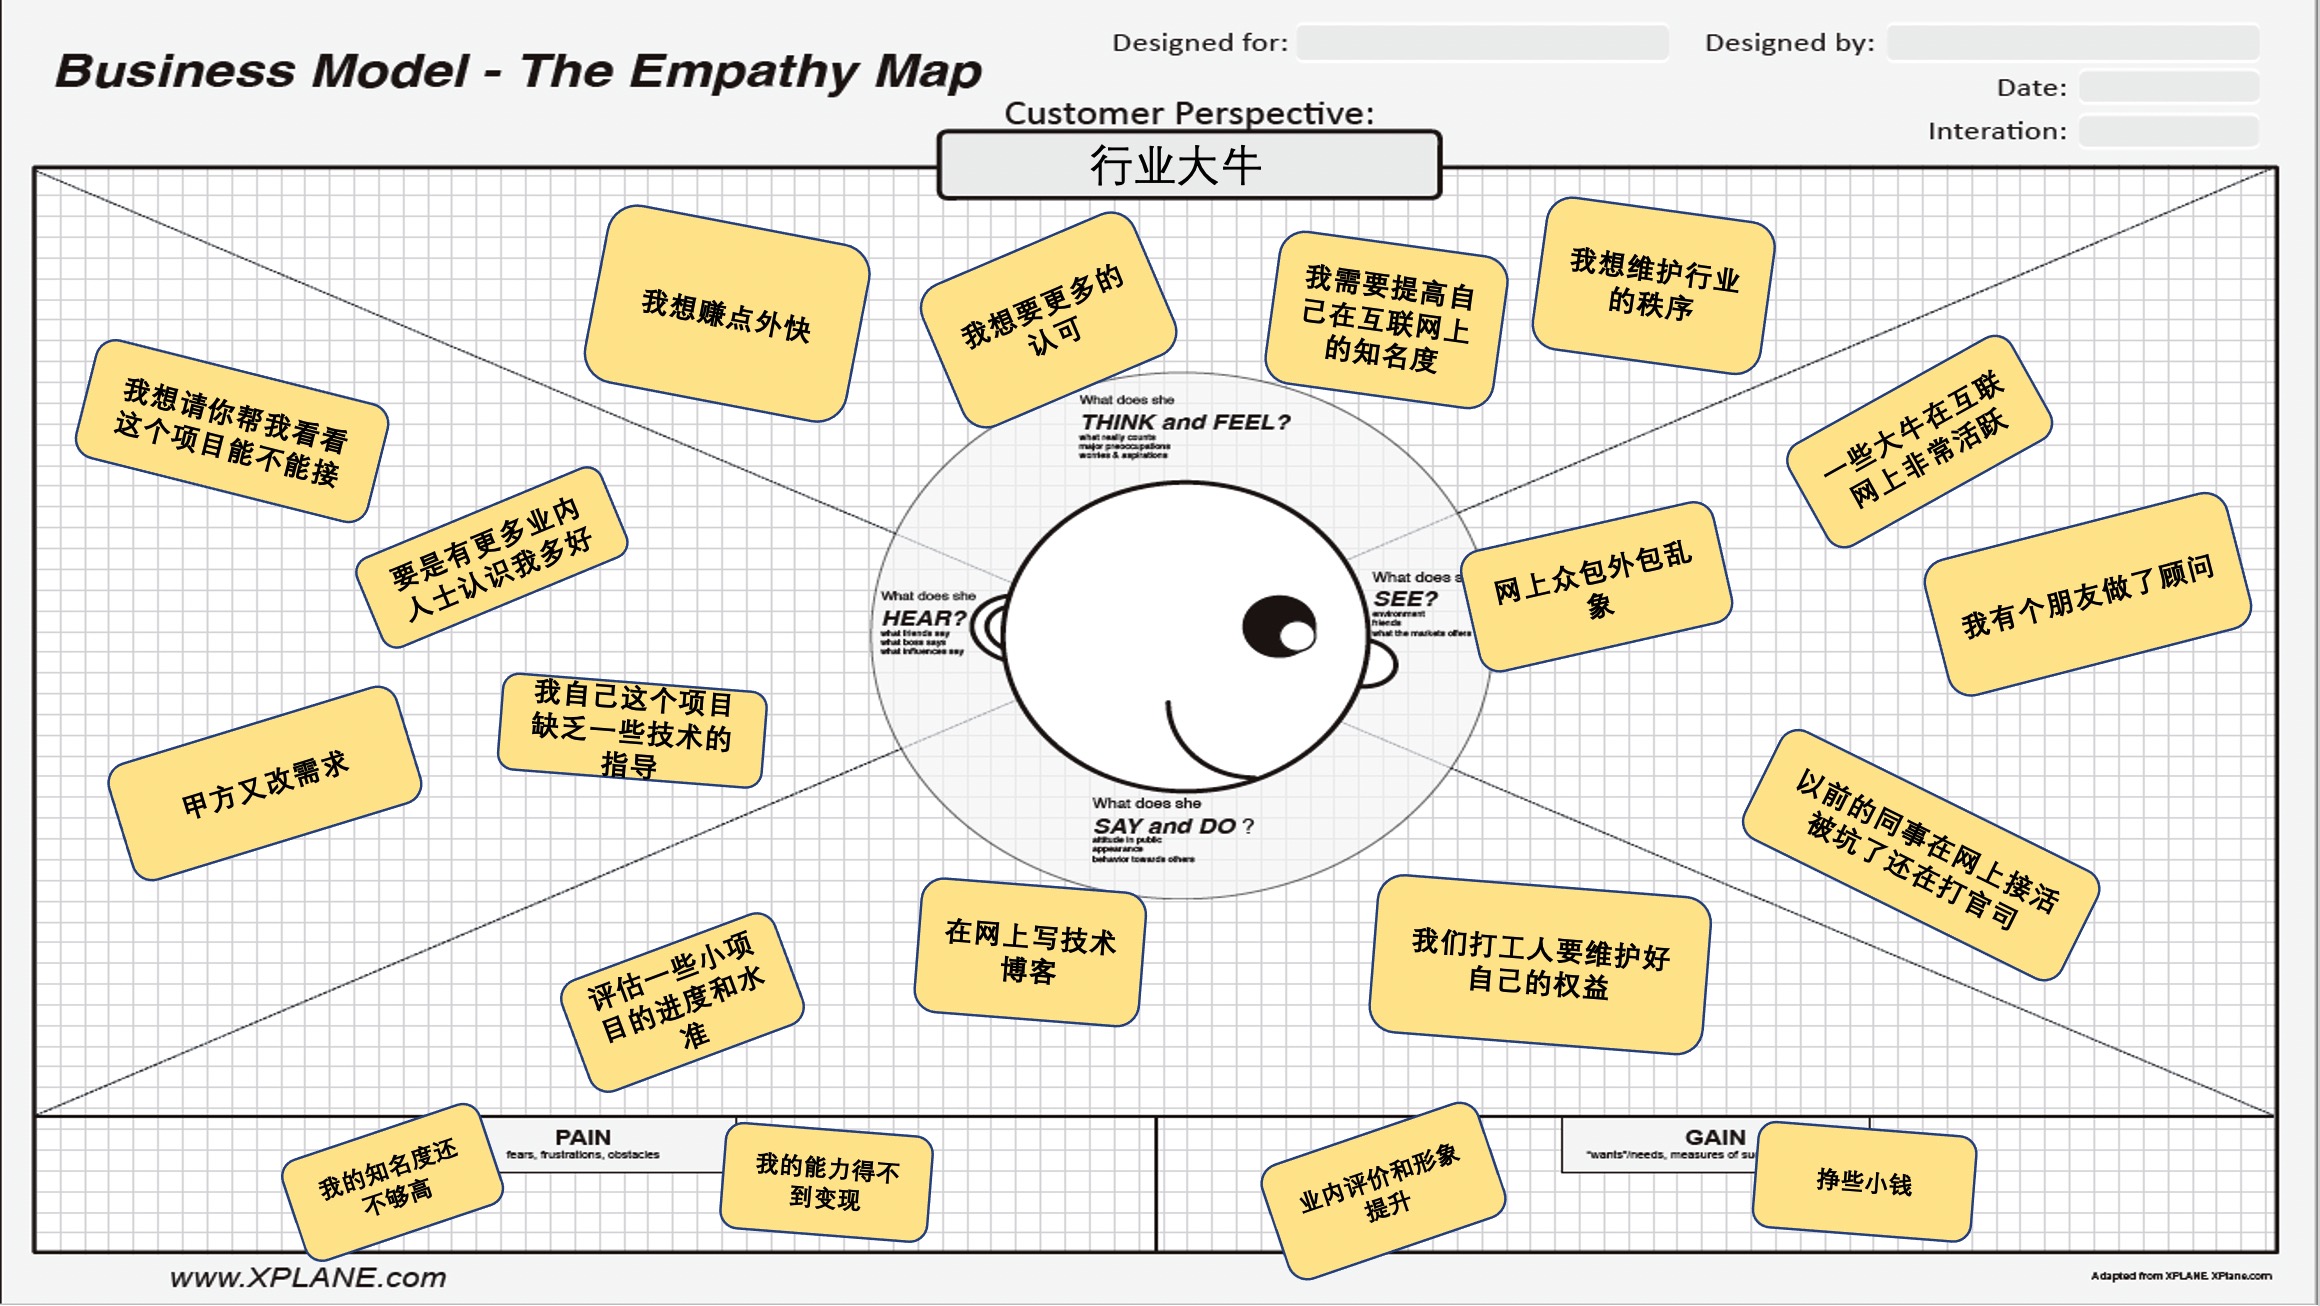 Business Model - The Empathy Map
Designed for:
Designed by:
Date:
Interation:
Customer Perspective:
行业大牛
我想赚点外快
我想要更多的
认可
我需要提高自
己在互联网上
的知名度
我想维护行业
的秩序
我想请你帮我看看
这个项目能不能接
要是有更多业内
人士认识我多好
甲方又改需求
我自己这个项目
缺乏一些技术的
指导
What does she
THINK and FEEL?
what really counts
major preoccupations
worries & aspirations
What does she
HEAR?
what friends say
what boss says
what influences say
What does s
SEE?
environment
friends
what the markets offers
What does she
SAY and DO ?
attitude in public
appearance
behavior towards others
一些大牛在互联
网上非常活跃
网上众包外包乱
象
我有个朋友做了顾问
以前的同事在网上接活
被坑了还在打官司
评估一些小项
目的进度和水
准
在网上写技术
博客
我们打工人要维护好
自己的权益
PAIN
fears, frustrations, obstacles
我的知名度还
不够高
我的能力得不
到变现
GAIN
"wants"/needs, measures of su
业内评价和形象
提升
挣些小钱
www.XPLANE.com
Adapted from XPLANE. XPlane.com